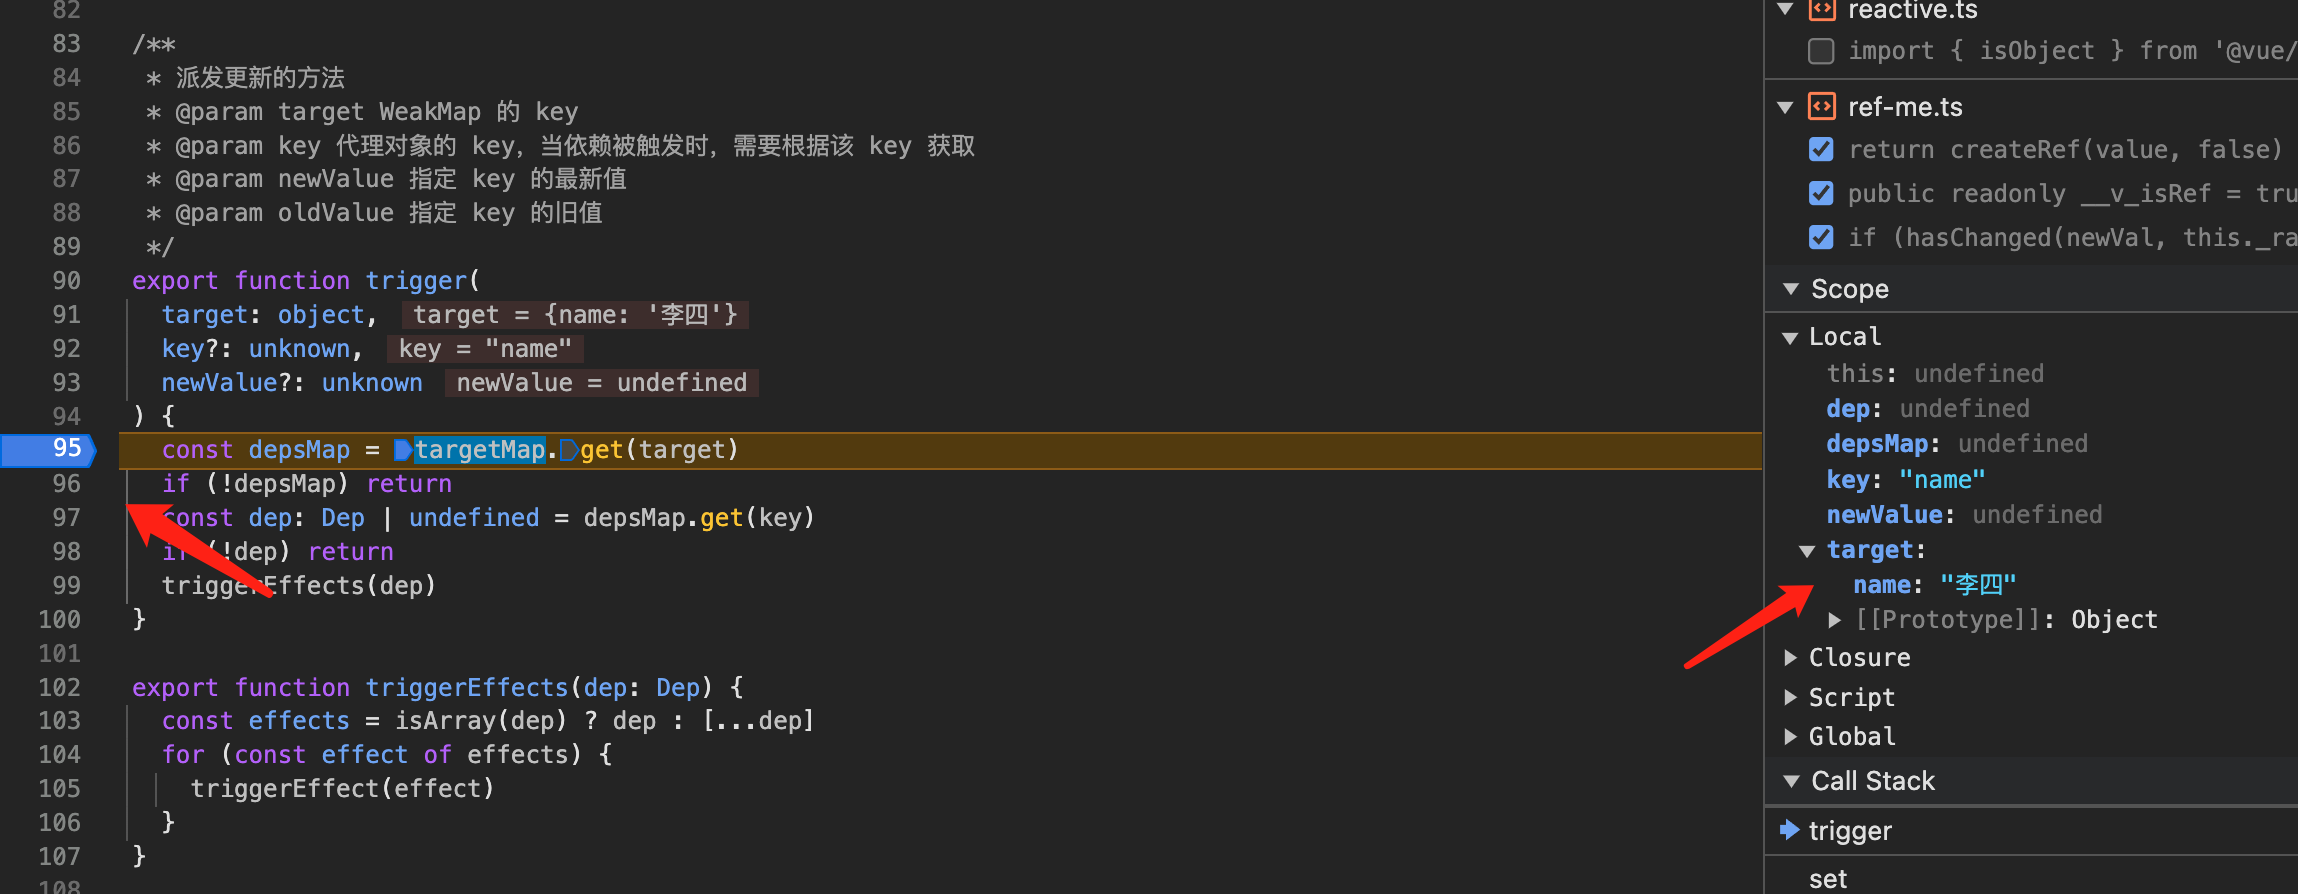 82
83 /**
84 * 派发更新的方法
85 * @param target WeakMap 的 key
86 * @param key 代理对象的 key，当依赖被触发时，需要根据该 key 获取
87 * @param newValue 指定 key 的最新值
88 * @param oldValue 指定 key 的旧值
89 */
90 export function trigger(
91 target: object, target = {name: '李四'}
92 key?: unknown, key = "name"
93 newValue?: unknown newValue = undefined
94 ) {
95 const depsMap = targetMap.get(target)
96 if (!depsMap) return
97 const dep: Dep | undefined = depsMap.get(key)
98 if (!dep) return
99 triggerEffects(dep)
100 }
101
102 export function triggerEffects(dep: Dep) {
103 const effects = isArray(dep) ? dep : [...dep]
104 for (const effect of effects) {
105 triggerEffect(effect)
106 }
107 }
108
reactive.ts
import { isObject } from '@vue/
ref-me.ts
return createRef(value, false)
public readonly __v_isRef = tru
if (hasChanged(newVal, this._ra
Scope
Local
this: undefined
dep: undefined
depsMap: undefined
key: "name"
newValue: undefined
target:
name: "李四"
[[Prototype]]: Object
Closure
Script
Global
Call Stack
trigger
set